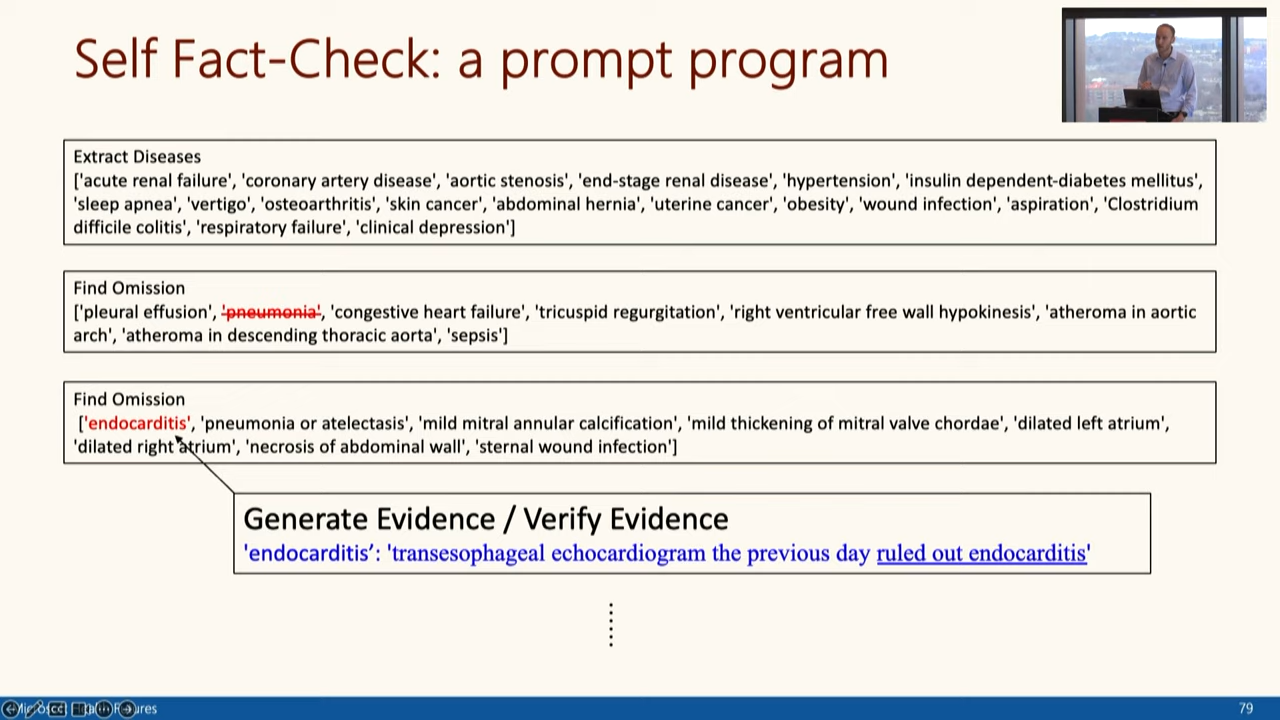 Self Fact-Check: a prompt program
Extract Diseases
['acute renal failure', 'coronary artery disease', 'aortic stenosis', 'end-stage renal disease', 'hypertension', 'insulin dependent-diabetes mellitus',
'sleep apnea', 'vertigo', 'osteoarthritis', 'skin cancer', 'abdominal hernia', 'uterine cancer', 'obesity', 'wound infection', 'aspiration', 'Clostridium
difficile colitis', 'respiratory failure', 'clinical depression']
Find Omission
['pleural effusion', 'pneumonia', 'congestive heart failure', 'tricuspid regurgitation', 'right ventricular free wall hypokinesis', 'atheroma in aortic
arch', 'atheroma in descending thoracic aorta', 'sepsis']
Find Omission
['endocarditis', 'pneumonia or atelectasis', 'mild mitral annular calcification', 'mild thickening of mitral valve chordae', 'dilated left atrium',
'dilated right atrium', 'necrosis of abdominal wall', 'sternal wound infection']
Generate Evidence / Verify Evidence
'endocarditis’: 'transesophageal echocardiogram the previous day ruled out endocarditis'
79